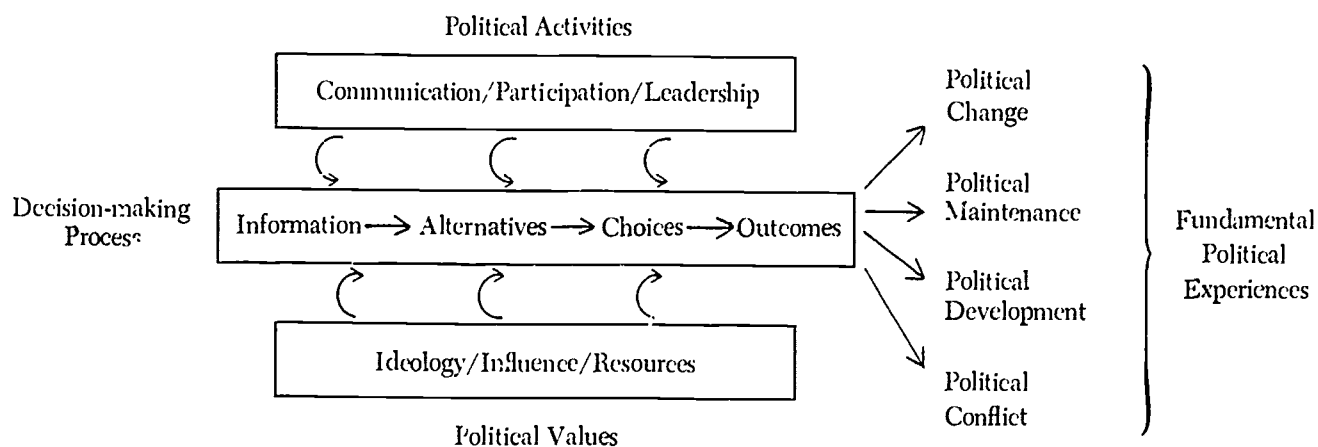 Political Activities
Communication/Participation/Leadership
Decision-making
Process
Information → Alternatives → Choices → Outcomes
Ideology/Influence/Resources
Political Values
Political
Change
Political
Maintenance
Political
Development
Political
Conflict
Fundamental
Political
Experiences